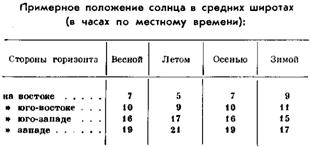 Примерное положение солнца в средних широтах
(в часах по местному времени):
Стороны горизонта Весной Летом Осенью Зимой
на востоке . . . . . 7 5 7 9
» юго-востоке . . . . 10 9 10 11
» юго-западе . . . . 16 17 16 15
» западе . . . . . . 19 21 19 17